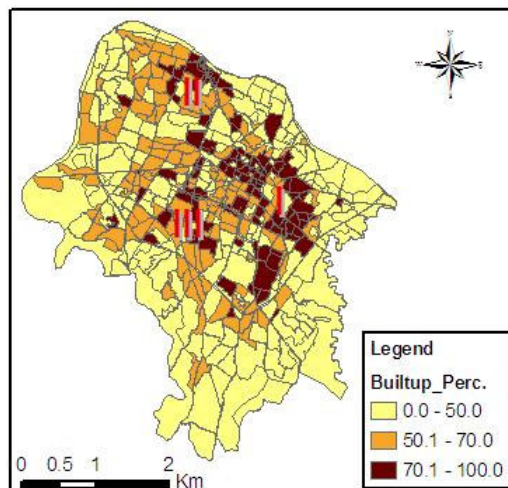 II
I
III
Legend
Builtup_Perc.
0.0 - 50.0
50.1 - 70.0
70.1 - 100.0
0 0.5 1 2
Km